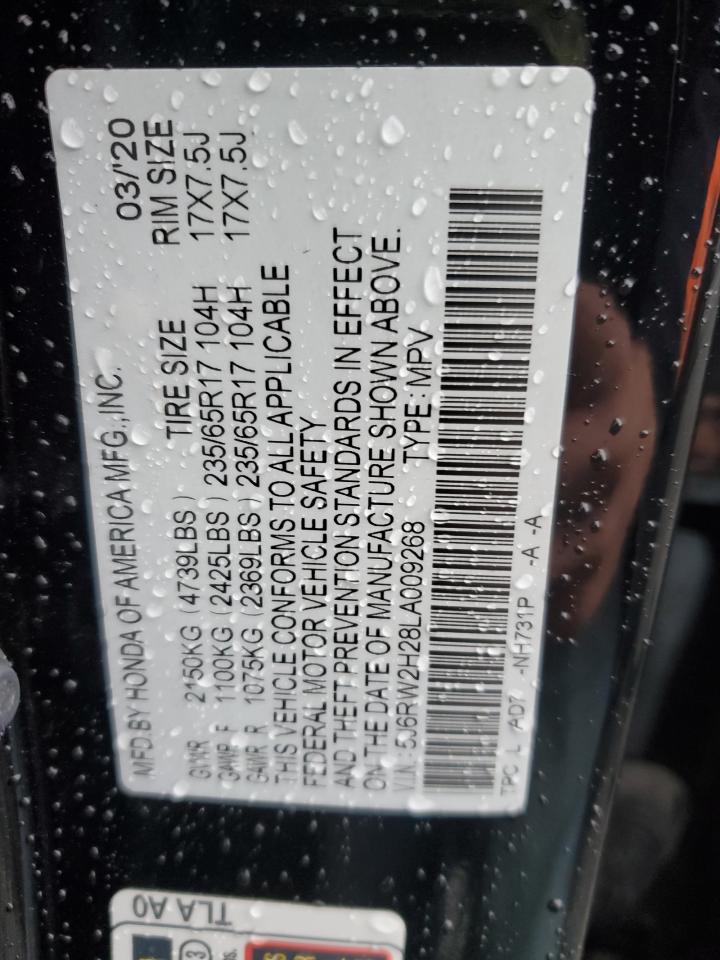 MFD.BY HONDA OF AMERICA MFG.,INC. 03/'20
TIRE SIZE RIM SIZE
GVWR 2150KG (4739LBS)
GAWR F 1100KG (2425LBS) 235/65R17 104H 17X7.5J
GAWR R 1075KG (2369LBS) 235/65R17 104H 17X7.5J
THIS VEHICLE CONFORMS TO ALL APPLICABLE
FEDERAL MOTOR VEHICLE SAFETY
AND THEFT PREVENTION STANDARDS IN EFFECT
ON THE DATE OF MANUFACTURE SHOWN ABOVE.
V.I.N.: 5J6RW2H28LA009268 TYPE: MPV
TPC L AD7 -NH731P -A -A
TLA A0